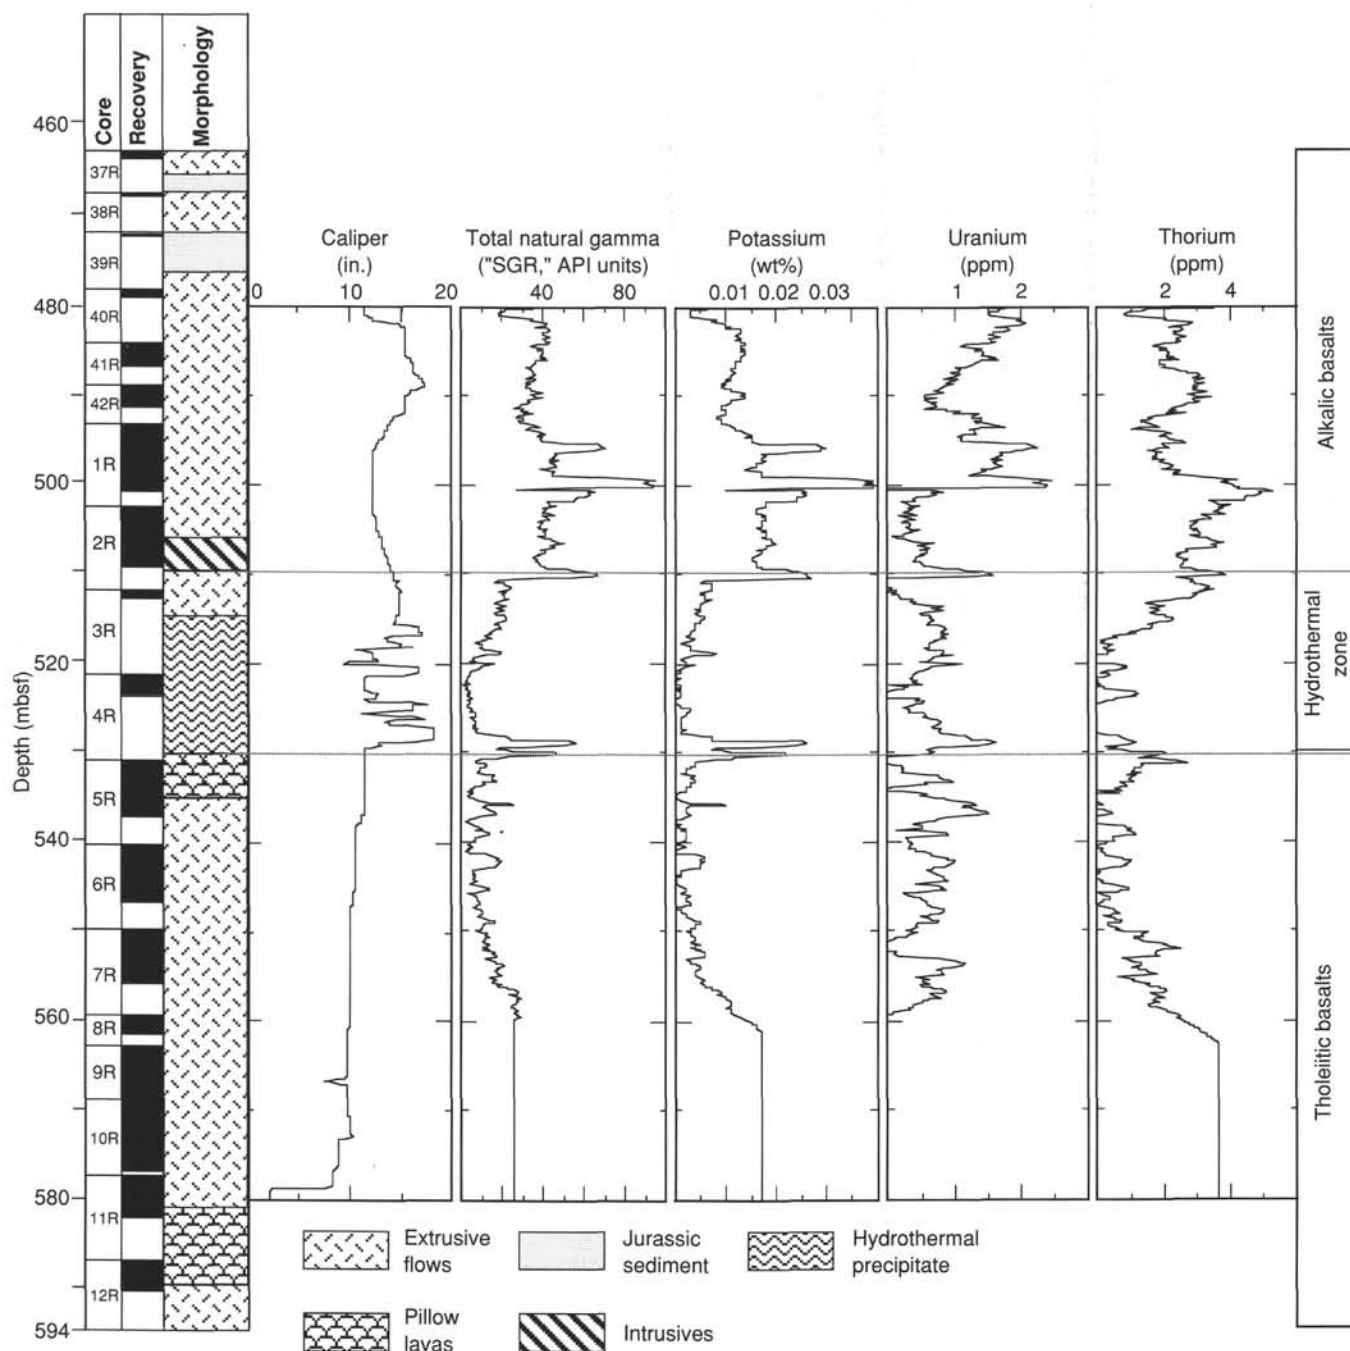 Core
Recovery
Morphology
460
480
500
520
540
560
580
594
Depth (mbsf)
37R
38R
39R
40R
41R
42R
1R
2R
3R
4R
5R
6R
7R
8R
9R
10R
11R
12R
Caliper
(in.)
0 10 20
Total natural gamma
("SGR," API units)
40 80
Potassium
(wt%)
0.01 0.02 0.03
Uranium
(ppm)
1 2
Thorium
(ppm)
2 4
Alkalic basalts
Hydrothermal
zone
Tholeiitic basalts
Extrusive
flows
Jurassic
sediment
Hydrothermal
precipitate
Pillow
lavas
Intrusives